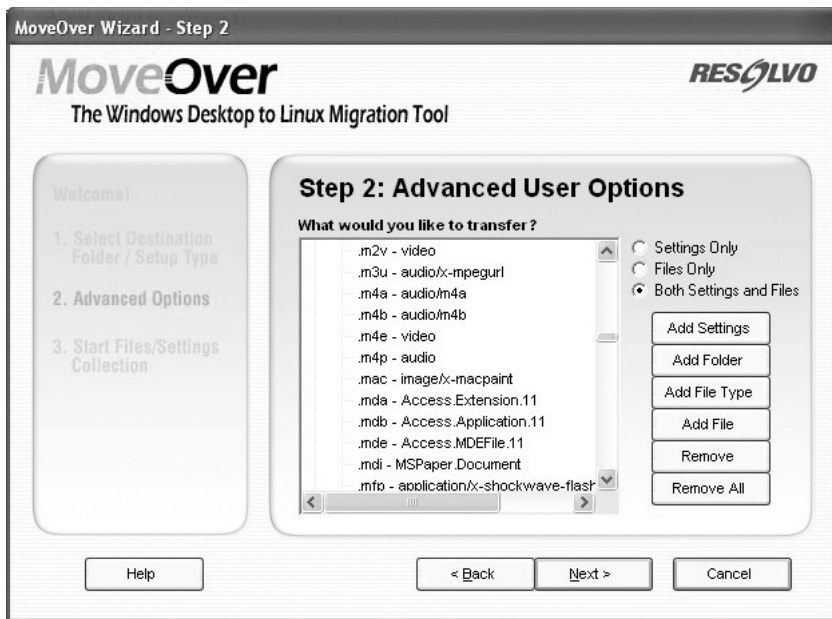 MoveOver Wizard - Step 2
MoveOver
RESOLVO
The Windows Desktop to Linux Migration Tool
Welcome!
1. Select Destination
Folder / Setup Type
2. Advanced Options
3. Start Files/Settings
Collection
Step 2: Advanced User Options
What would you like to transfer?
.m2v - video
.m3u - audio/x-mpegurl
.m4a - audio/m4a
.m4b - audio/m4b
.m4e - video
.m4p - audio
.mac - image/x-macpaint
.mda - Access.Extension.11
.mdb - Access.Application.11
.mde - Access.MDEFile.11
.mdi - MSPaper.Document
.mfp - application/x-shockwave-flash
Settings Only
Files Only
Both Settings and Files
Add Settings
Add Folder
Add File Type
Add File
Remove
Remove All
Help
< Back
Next >
Cancel